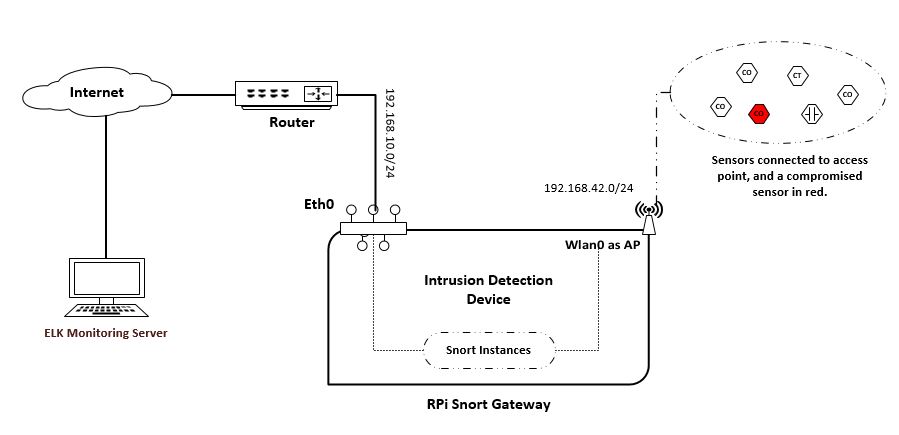 Internet
Router
192.168.10.0/24
CO
CT
CO
CO
CO
Sensors connected to access
point, and a compromised
sensor in red.
192.168.42.0/24
Eth0
Wlan0 as AP
Intrusion Detection
Device
ELK Monitoring Server
Snort Instances
RPi Snort Gateway